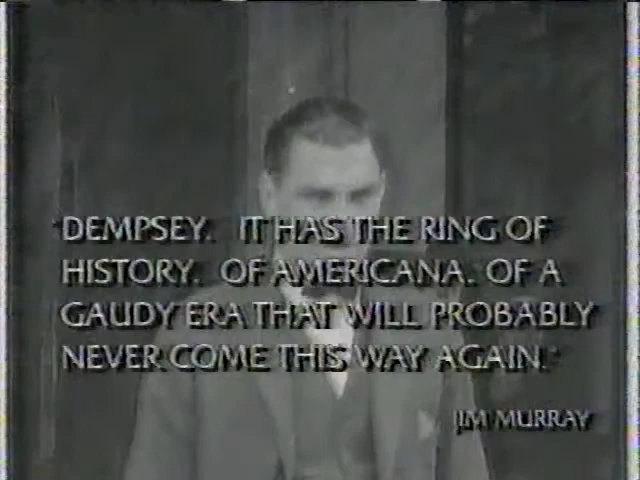 "DEMPSEY. IT HAS THE RING OF
HISTORY. OF AMERICANA. OF A
GAUDY ERA THAT WILL PROBABLY
NEVER COME THIS WAY AGAIN."
JIM MURRAY